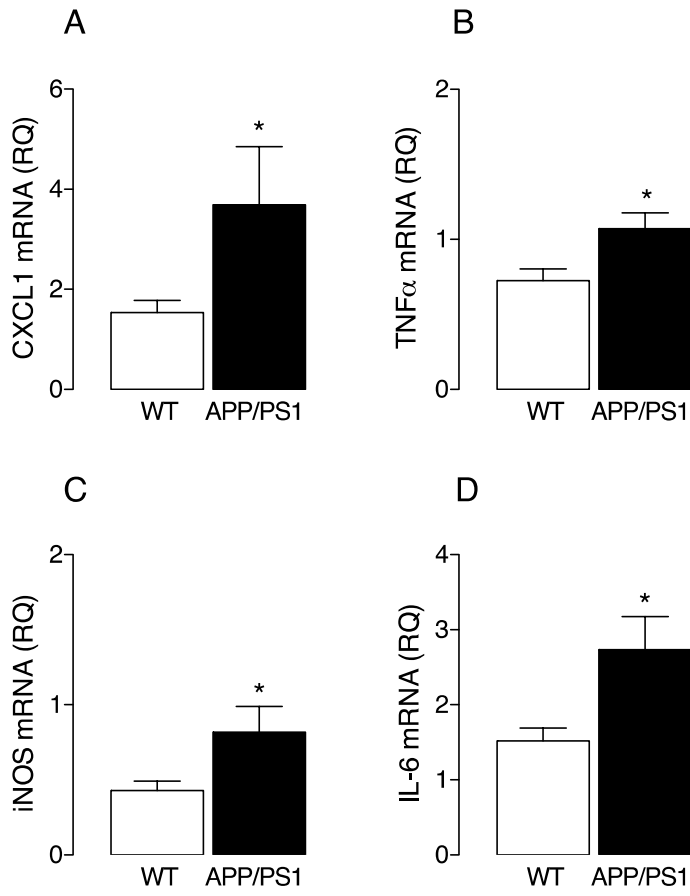 A
CXCL1 mRNA (RQ)
6
4
2
0
*
WT APP/PS1
B
TNFα mRNA (RQ)
2
1
0
*
WT APP/PS1
C
iNOS mRNA (RQ)
2
1
0
*
WT APP/PS1
D
IL-6 mRNA (RQ)
4
3
2
1
0
*
WT APP/PS1